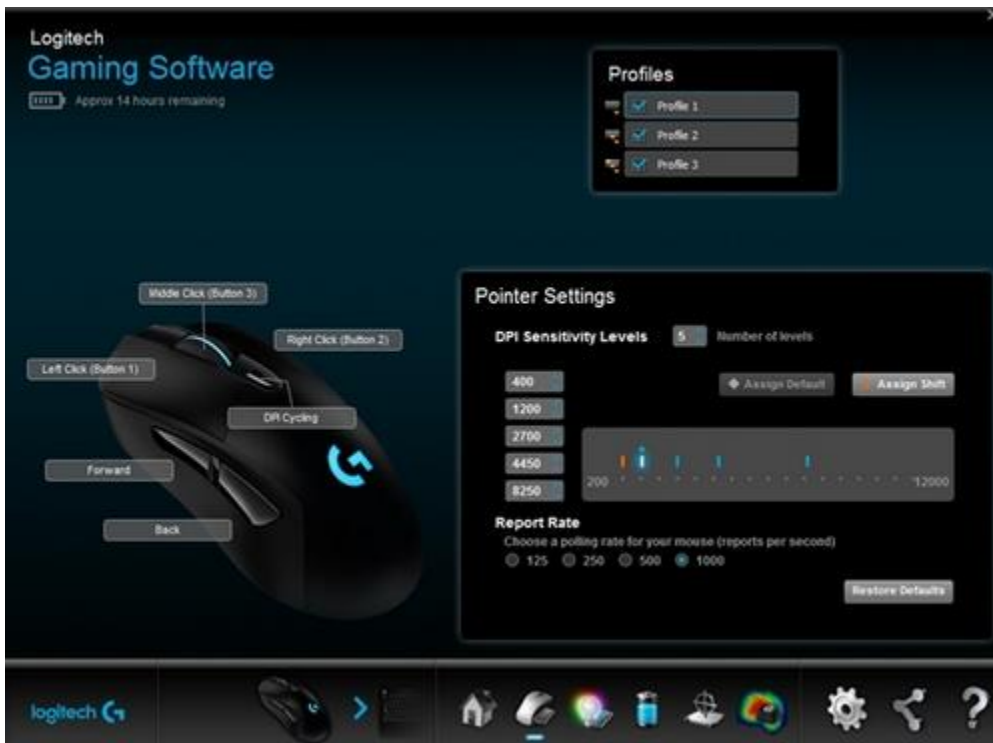 Logitech
Gaming Software
Approx 14 hours remaining
Profiles
Profile 1
Profile 2
Profile 3
Middle Click (Button 3)
Right Click (Button 2)
Left Click (Button 1)
DPI Cycling
Forward
Back
Pointer Settings
DPI Sensitivity Levels 5 Number of levels
400
1200
2700
4450
8250
Assign Default Assign Shift
200 12000
Report Rate
Choose a polling rate for your mouse (reports per second)
125 250 500 1000
Restore Defaults
logitech G
?